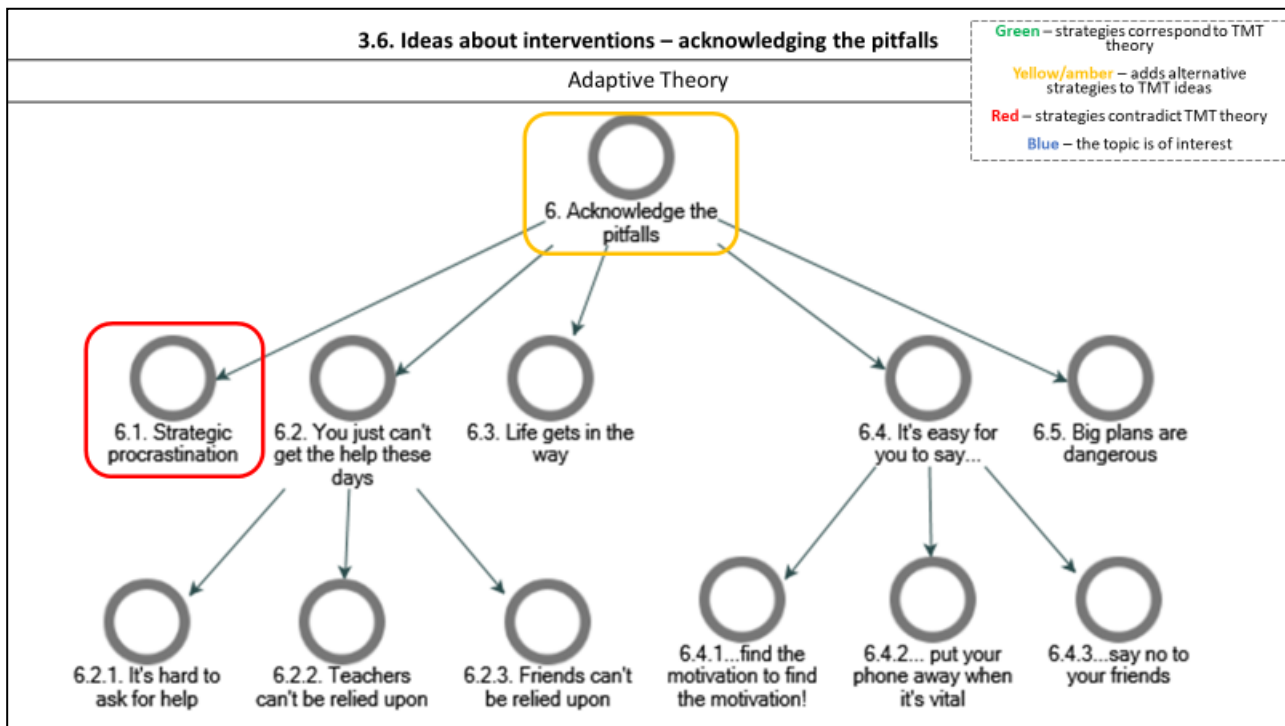 3.6. Ideas about interventions – acknowledging the pitfalls
Adaptive Theory
Green – strategies correspond to TMT
theory
Yellow/amber – adds alternative
strategies to TMT ideas
Red – strategies contradict TMT theory
Blue – the topic is of interest
6. Acknowledge the
pitfalls
6.1. Strategic
procrastination
6.2. You just can't
get the help these
days
6.3. Life gets in the
way
6.4. It's easy for
you to say...
6.5. Big plans are
dangerous
6.2.1. It's hard to
ask for help
6.2.2. Teachers
can't be relied upon
6.2.3. Friends can't
be relied upon
6.4.1...find the
motivation to find
the motivation!
6.4.2... put your
phone away when
it's vital
6.4.3...say no to
your friends